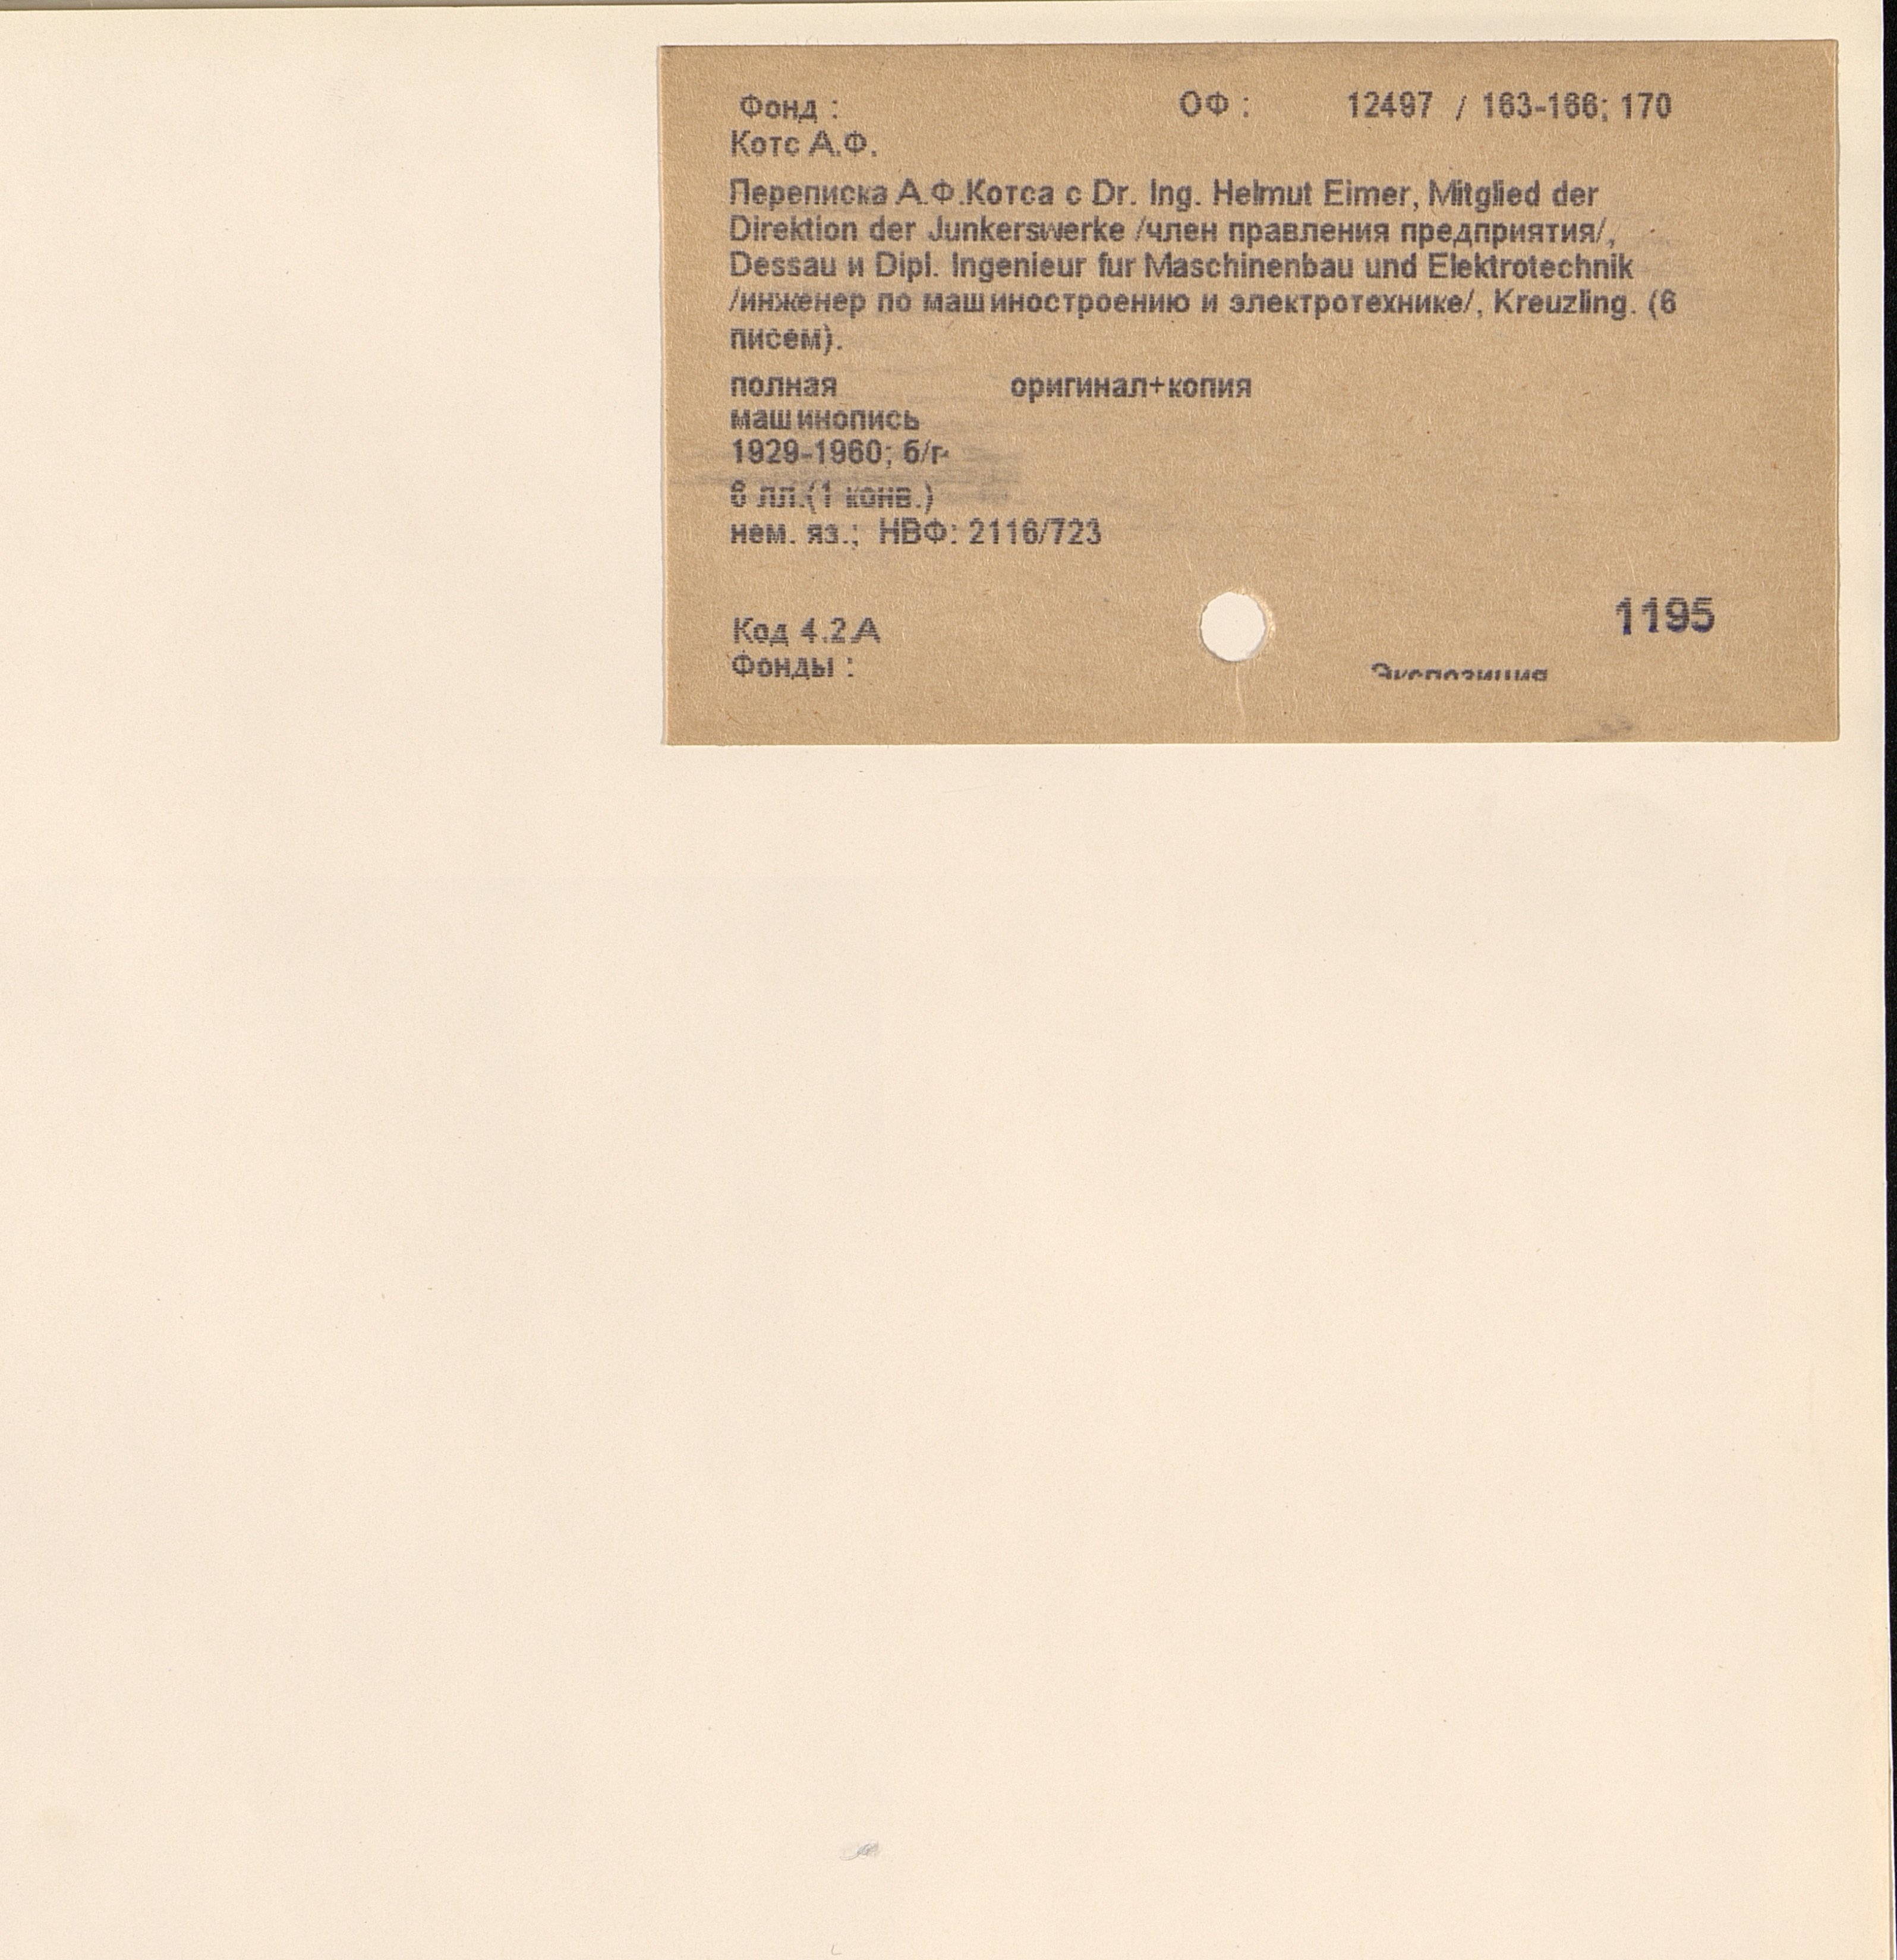 Фонд : ОФ : 12497 / 163-166; 170
Котс А.Ф.
Переписка А.Ф.Котса с Dr. Ing. Helmut Eimer, Mitglied der
Direktion der Junkerswerke /член правления предприятия/,
Dessau и Dipl. Ingenieur fur Maschinenbau und Elektrotechnik
/инженер по машиностроению и электротехнике/, Kreuzling. (6
писем).
полная оригинал+копия
машинопись
1929-1960; б/г
6 лл.(1 конв.)
нем. яз.; НВФ: 2116/723
1195
Код 4.2.А
Фонды : Экспозиция